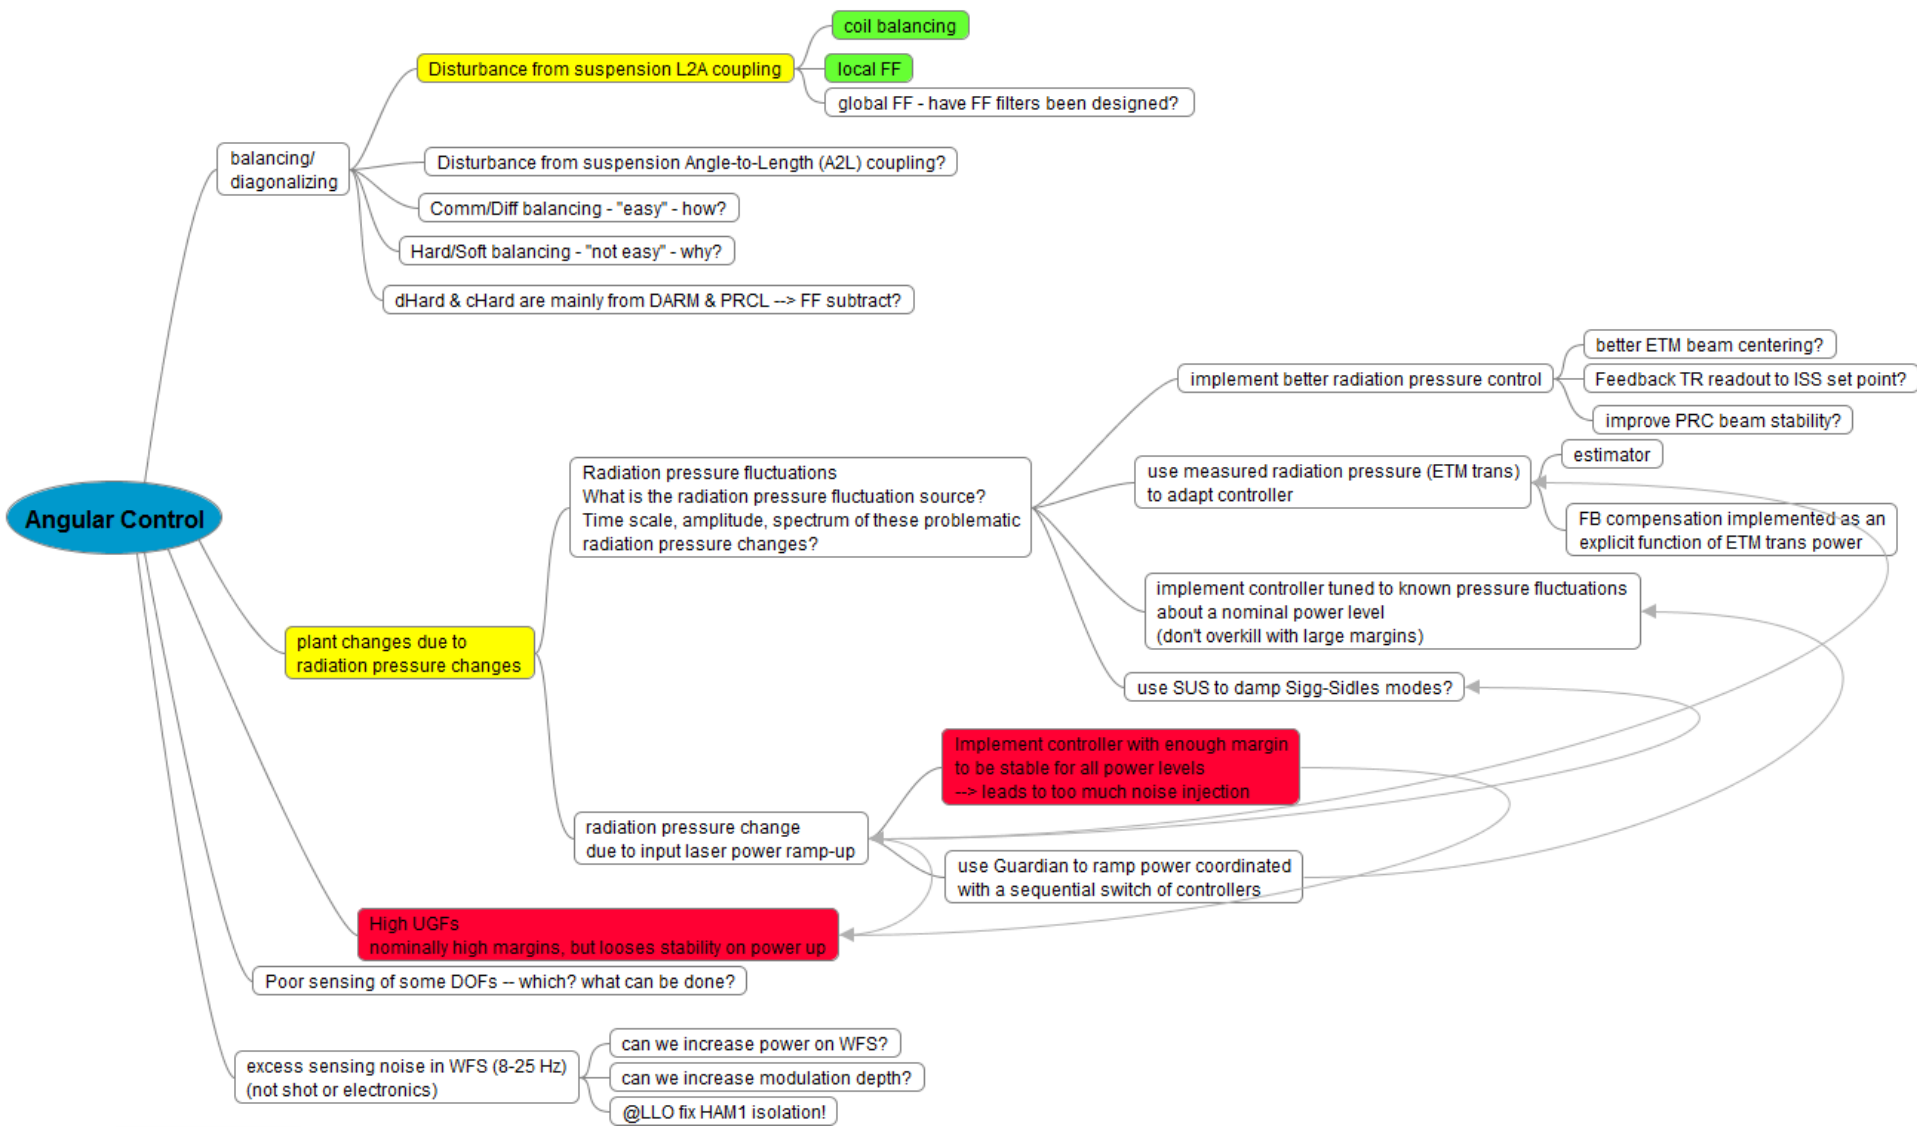 Angular Control
balancing/
diagonalizing
Disturbance from suspension L2A coupling
coil balancing
local FF
global FF - have FF filters been designed?
Disturbance from suspension Angle-to-Length (A2L) coupling?
Comm/Diff balancing - "easy" - how?
Hard/Soft balancing - "not easy" - why?
dHard & cHard are mainly from DARM & PRCL --> FF subtract?
plant changes due to
radiation pressure changes
Radiation pressure fluctuations
What is the radiation pressure fluctuation source?
Time scale, amplitude, spectrum of these problematic
radiation pressure changes?
implement better radiation pressure control
better ETM beam centering?
Feedback TR readout to ISS set point?
improve PRC beam stability?
use measured radiation pressure (ETM trans)
to adapt controller
estimator
FB compensation implemented as an
explicit function of ETM trans power
implement controller tuned to known pressure fluctuations
about a nominal power level
(don't overkill with large margins)
use SUS to damp Sigg-Sidles modes?
radiation pressure change
due to input laser power ramp-up
Implement controller with enough margin
to be stable for all power levels
--> leads to too much noise injection
use Guardian to ramp power coordinated
with a sequential switch of controllers
High UGFs
nominally high margins, but looses stability on power up
Poor sensing of some DOFs -- which? what can be done?
excess sensing noise in WFS (8-25 Hz)
(not shot or electronics)
can we increase power on WFS?
can we increase modulation depth?
@LLO fix HAM1 isolation!